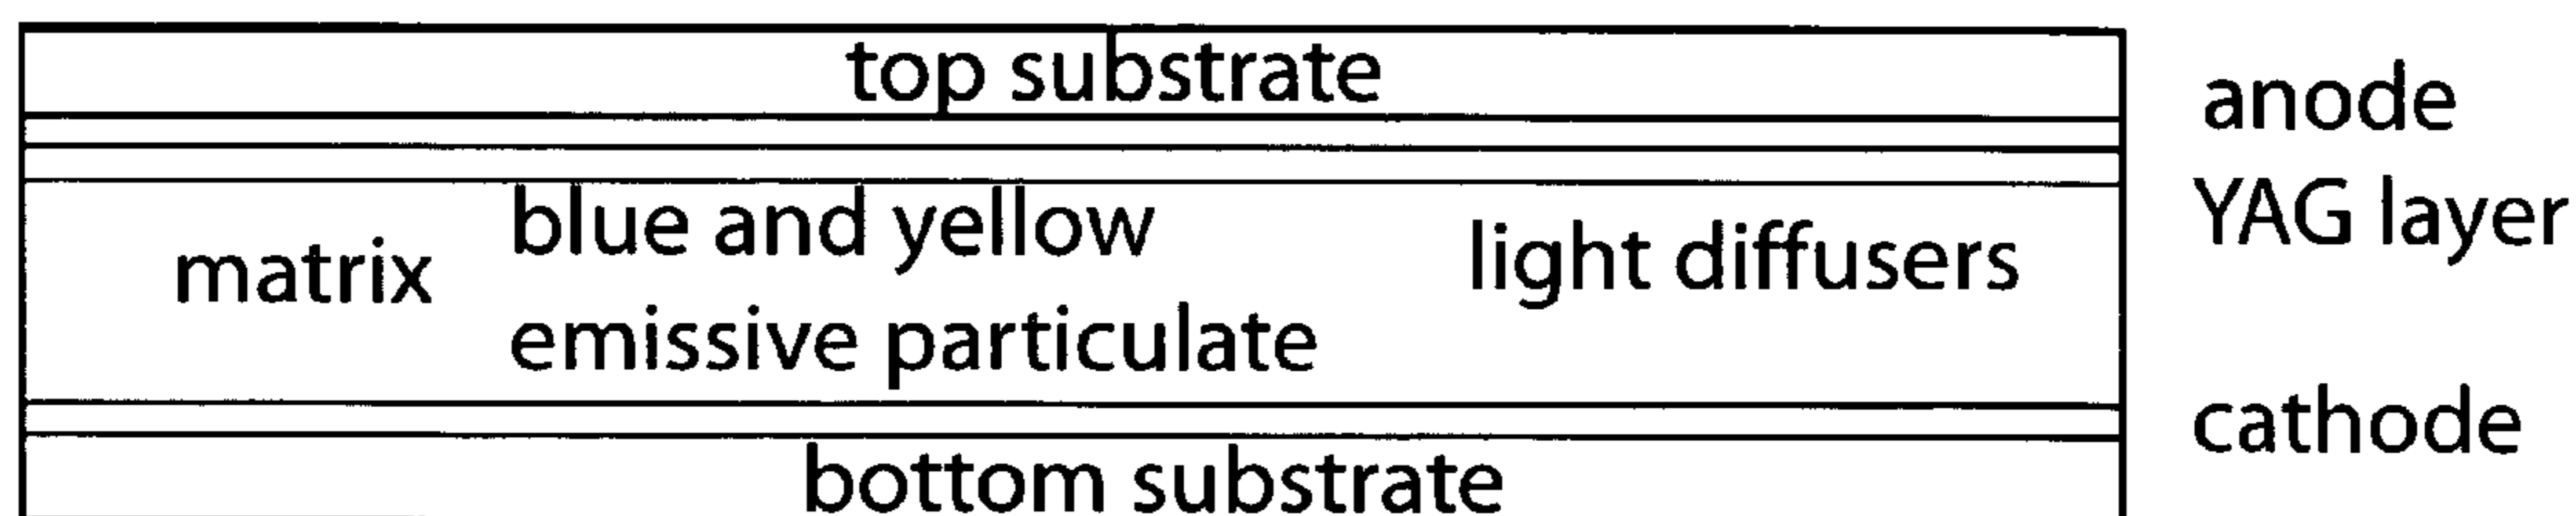 top substrate
anode
YAG layer
blue and yellow
matrix
light diffusers
emissive particulate
cathode
bottom substrate